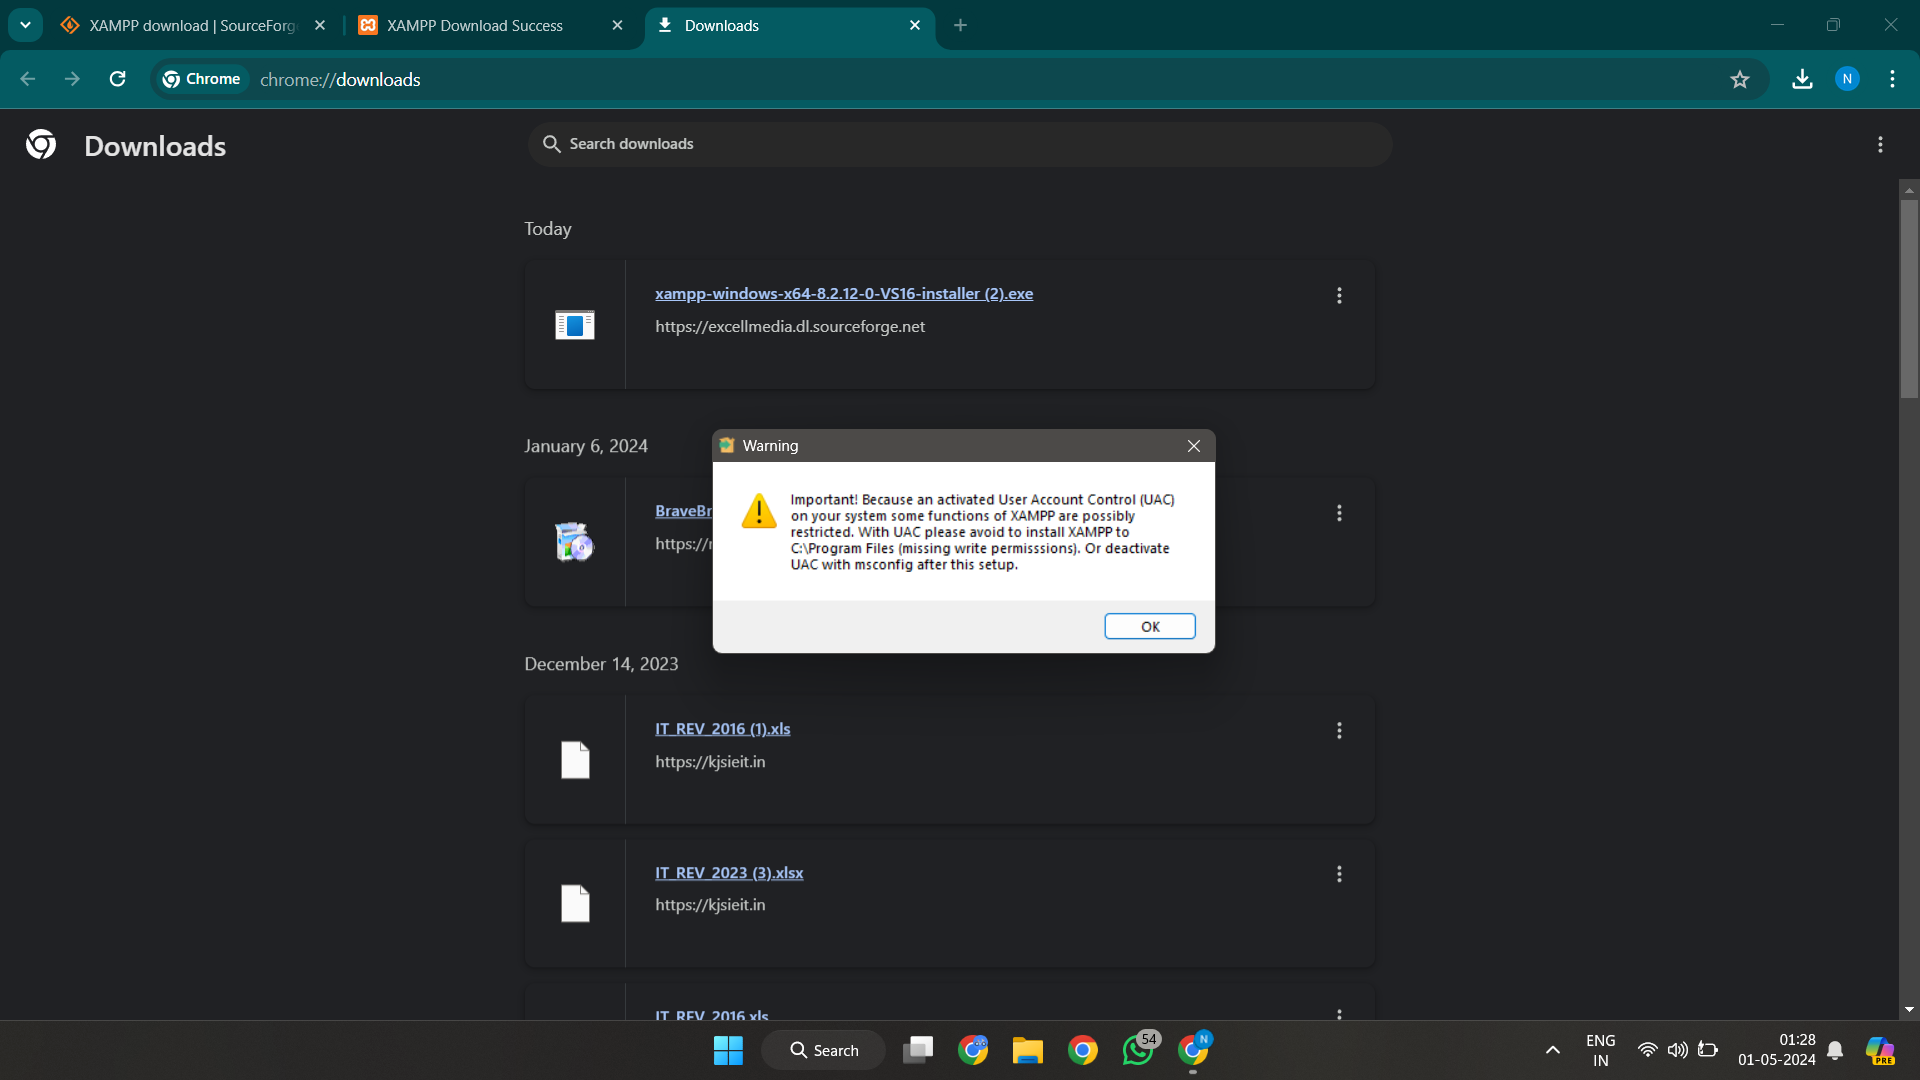 XAMPP download | SourceForg
XAMPP Download Success
Downloads
Chrome
chrome://downloads
N
Downloads
Search downloads
Today
xampp-windows-x64-8.2.12-0-VS16-installer (2).exe
https://excellmedia.dl.sourceforge.net
January 6, 2024
BraveBr
https://r
Warning
Important! Because an activated User Account Control (UAC)
on your system some functions of XAMPP are possibly
restricted. With UAC please avoid to install XAMPP to
C:\Program Files (missing write permisssions). Or deactivate
UAC with msconfig after this setup.
OK
December 14, 2023
IT_REV_2016 (1).xls
https://kjsieit.in
IT_REV_2023 (3).xlsx
https://kjsieit.in
IT_REV_2016.xls
Search
54
N
ENG
IN
01:28
01-05-2024
PRE